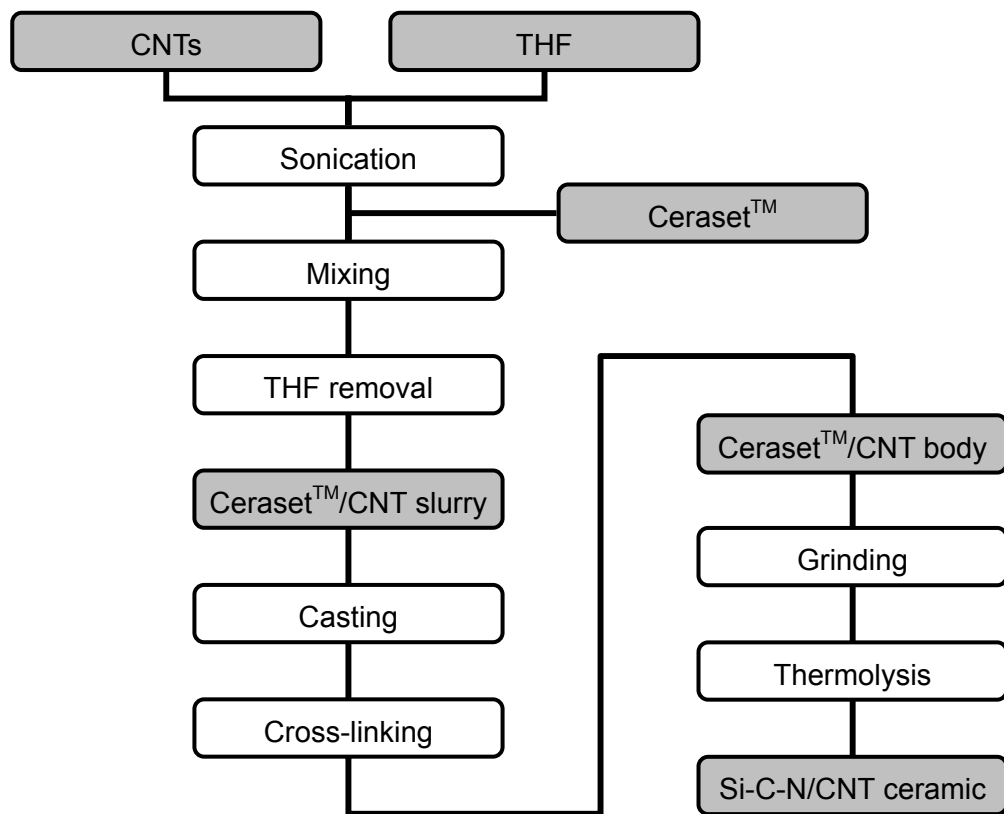 CNTs
THF
Sonication
Ceraset™
Mixing
THF removal
Ceraset™/CNT slurry
Casting
Cross-linking
Ceraset™/CNT body
Grinding
Thermolysis
Si-C-N/CNT ceramic